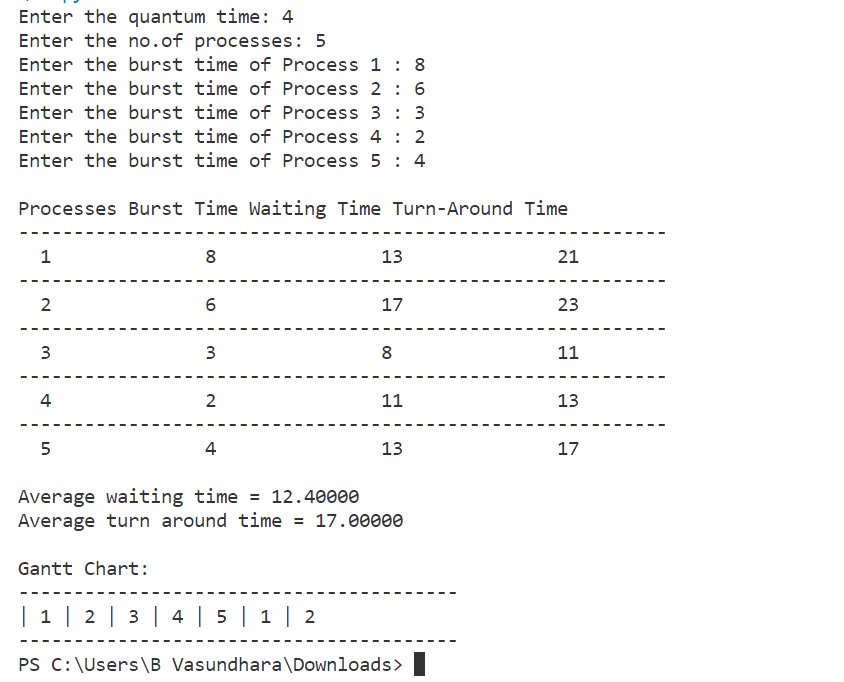 Enter the quantum time: 4
Enter the no.of processes: 5
Enter the burst time of Process 1 : 8
Enter the burst time of Process 2 : 6
Enter the burst time of Process 3 : 3
Enter the burst time of Process 4 : 2
Enter the burst time of Process 5 : 4
Processes Burst Time Waiting Time Turn-Around Time
-----------------------------------------------------------
1 8 13 21
-----------------------------------------------------------
2 6 17 23
-----------------------------------------------------------
3 3 8 11
-----------------------------------------------------------
4 2 11 13
-----------------------------------------------------------
5 4 13 17
Average waiting time = 12.40000
Average turn around time = 17.00000
Gantt Chart:
----------------------------------------
| 1 | 2 | 3 | 4 | 5 | 1 | 2
----------------------------------------
PS C:\Users\B Vasundhara\Downloads>